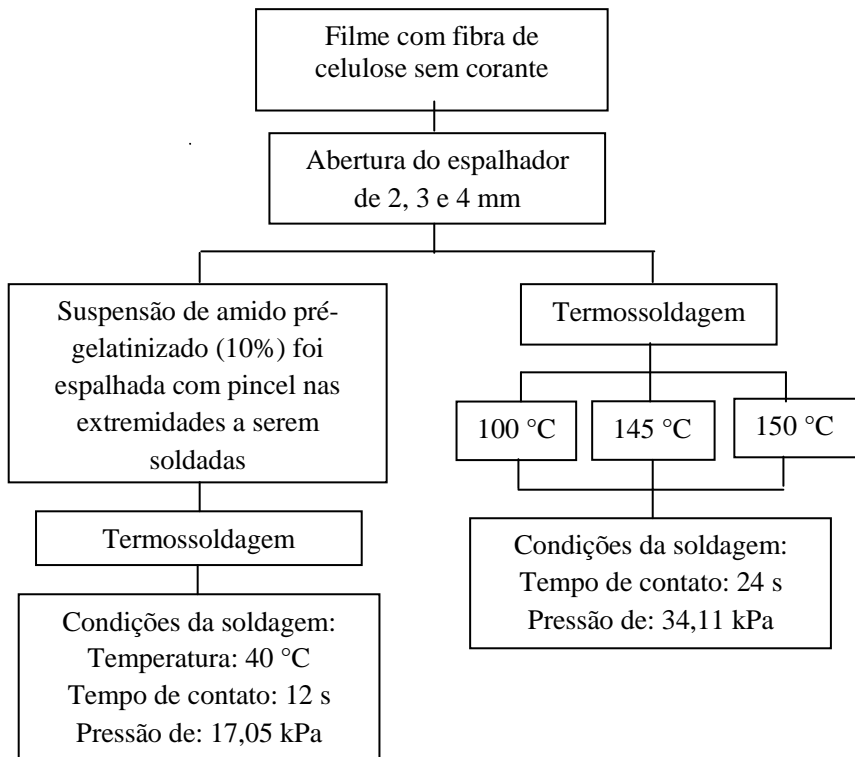 Filme com fibra de
celulose sem corante
Abertura do espalhador
de 2, 3 e 4 mm
Suspensão de amido pré-
gelatinizado (10%) foi
espalhada com pincel nas
extremidades a serem
soldadas
Termossoldagem
Condições da soldagem:
Temperatura: 40 °C
Tempo de contato: 12 s
Pressão de: 17,05 kPa
Termossoldagem
100 °C
145 °C
150 °C
Condições da soldagem:
Tempo de contato: 24 s
Pressão de: 34,11 kPa